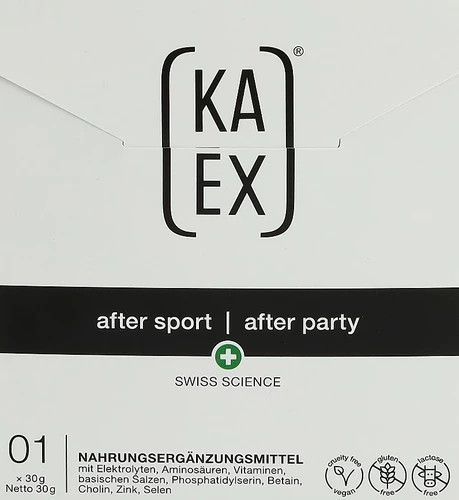 KA
EX
®
after sport | after party
SWISS SCIENCE
01
× 30g
Netto 30g
NAHRUNGSERGÄNZUNGSMITTEL
mit Elektrolyten, Aminosäuren, Vitaminen,
basischen Salzen, Phosphatidylserin, Betain,
Cholin, Zink, Selen
cruelty free
vegan
gluten
free
lactose
free